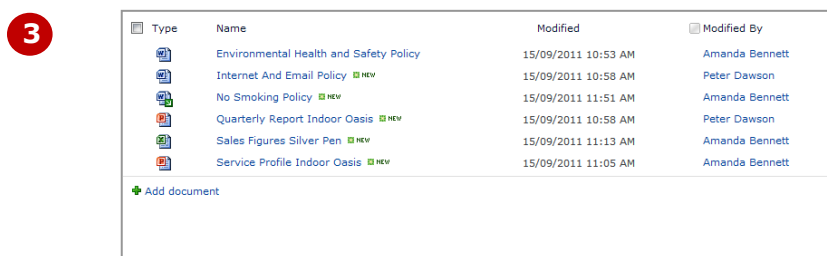 3
Type Name Modified Modified By
Environmental Health and Safety Policy 15/09/2011 10:53 AM Amanda Bennett
Internet And Email Policy NEW 15/09/2011 10:58 AM Peter Dawson
No Smoking Policy NEW 15/09/2011 11:51 AM Amanda Bennett
Quarterly Report Indoor Oasis NEW 15/09/2011 10:58 AM Peter Dawson
Sales Figures Silver Pen NEW 15/09/2011 11:13 AM Amanda Bennett
Service Profile Indoor Oasis NEW 15/09/2011 11:05 AM Amanda Bennett
Add document